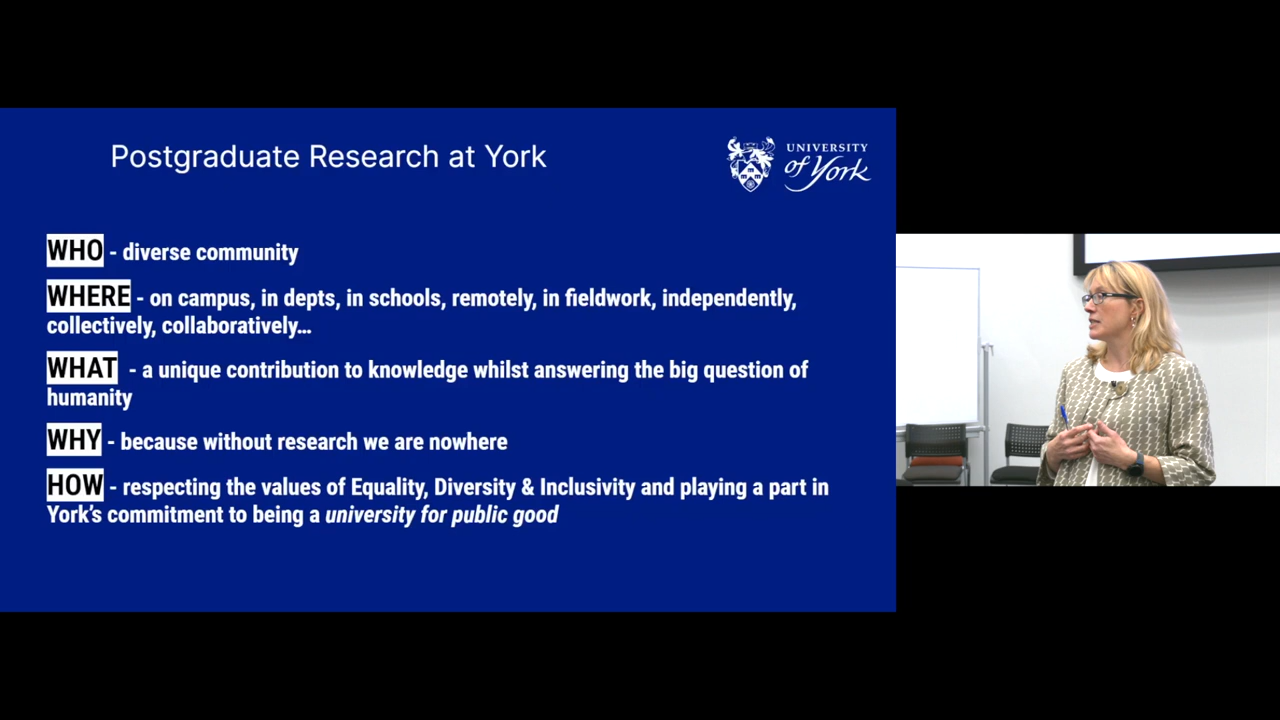 Postgraduate Research at York
UNIVERSITY
of York
WHO - diverse community
WHERE - on campus, in depts, in schools, remotely, in fieldwork, independently,
collectively, collaboratively...
WHAT - a unique contribution to knowledge whilst answering the big question of
humanity
WHY - because without research we are nowhere
HOW - respecting the values of Equality, Diversity & Inclusivity and playing a part in
York's commitment to being a university for public good